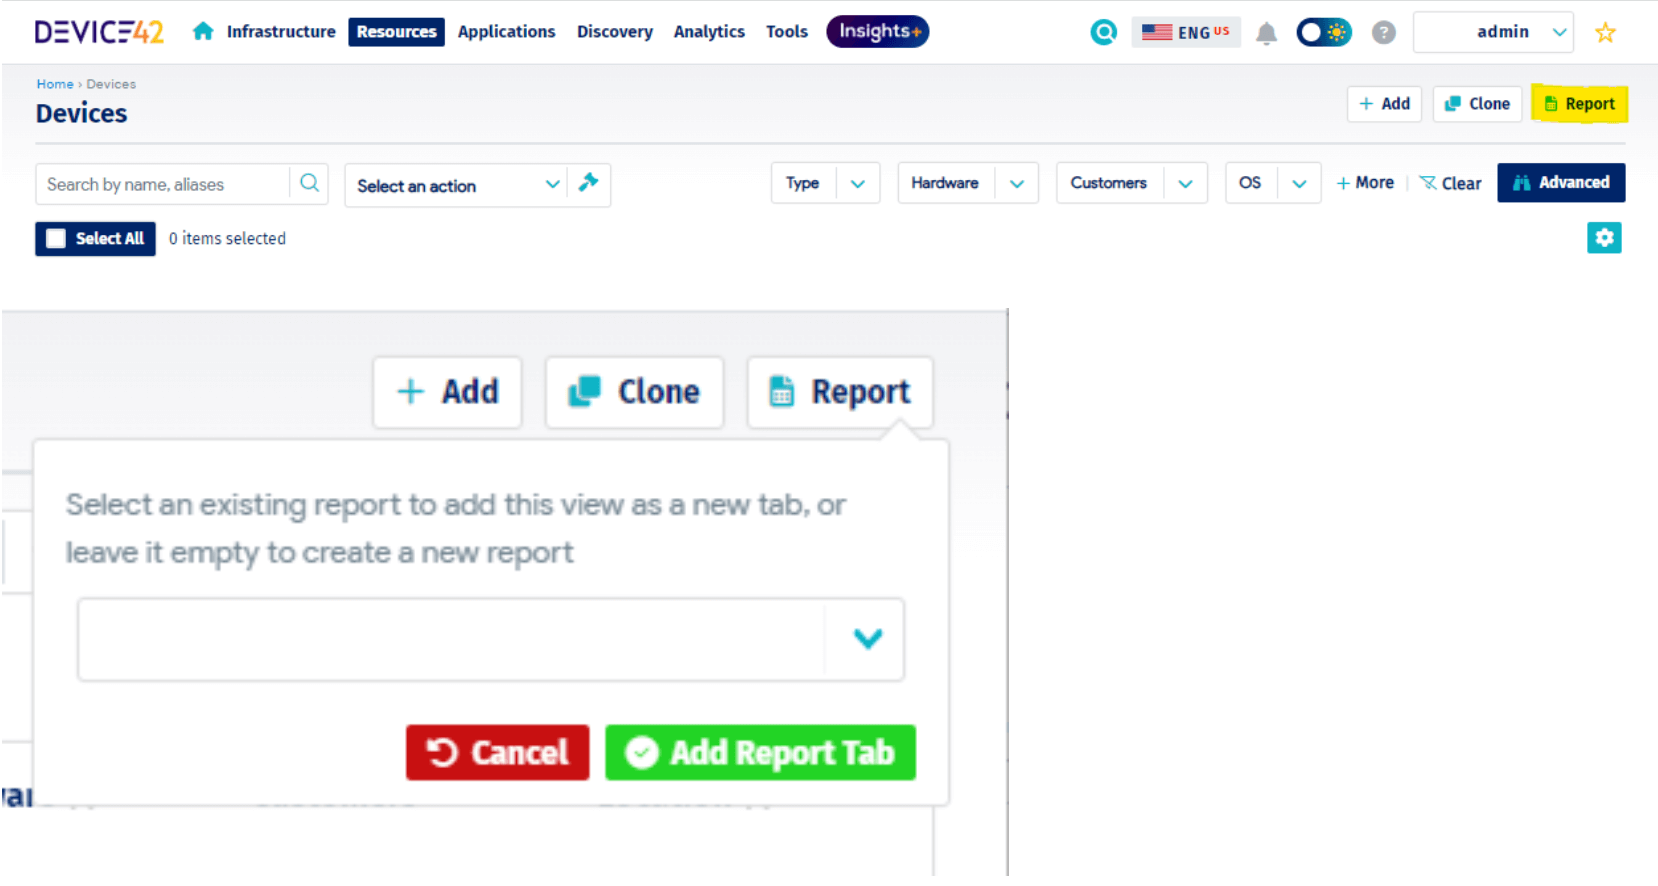 DEVICE42 Infrastructure Resources Applications Discovery Analytics Tools Insights+ ENG US ? admin
Home › Devices
Devices
+ Add Clone Report
Search by name, aliases Select an action Type Hardware Customers OS + More Clear Advanced
Select All 0 items selected
+ Add Clone Report
Select an existing report to add this view as a new tab, or
leave it empty to create a new report
Cancel Add Report Tab